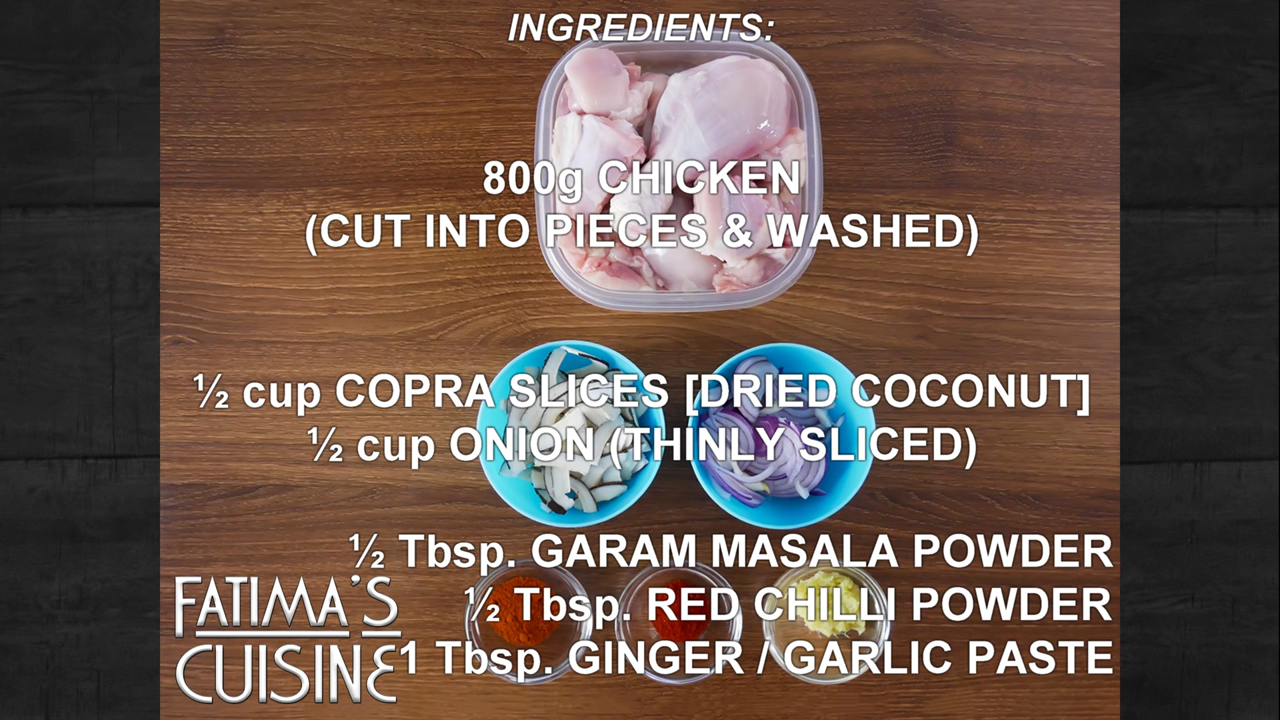 INGREDIENTS:
800g CHICKEN
(CUT INTO PIECES & WASHED)
½ cup COPRA SLICES [DRIED COCONUT]
½ cup ONION (THINLY SLICED)
½ Tbsp. GARAM MASALA POWDER
½ Tbsp. RED CHILLI POWDER
1 Tbsp. GINGER / GARLIC PASTE
FATIMA'S
CUISINE